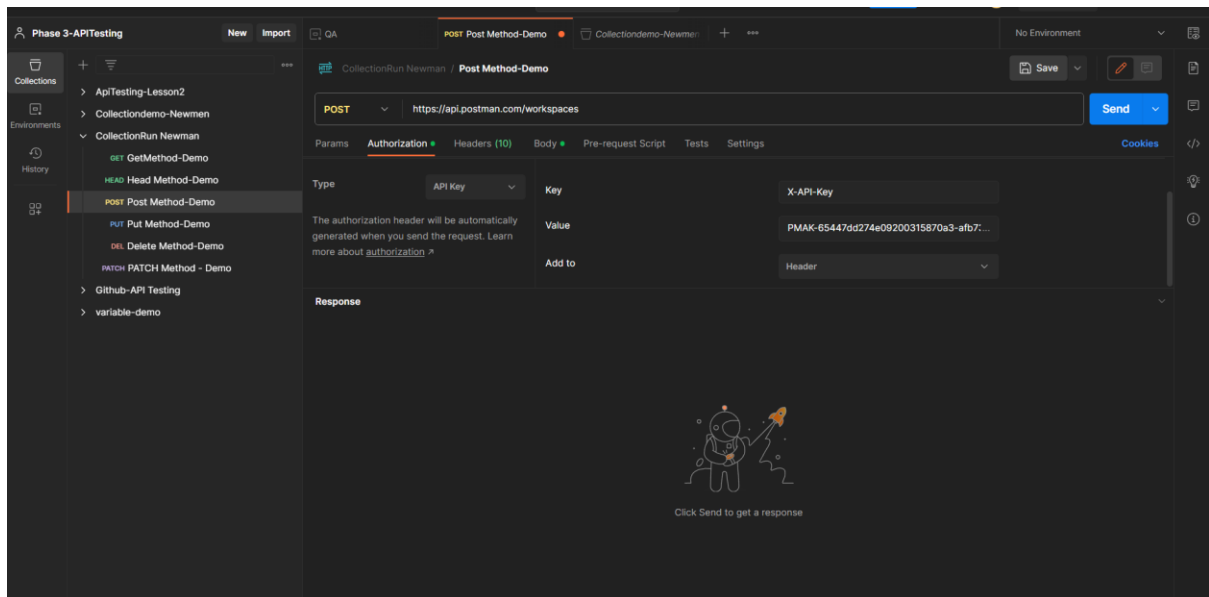 Phase 3-APITesting
New Import
QA
POST Post Method-Demo
Collectiondemo-Newmen
No Environment
Collections
Environments
History
ApiTesting-Lesson2
Collectiondemo-Newmen
CollectionRun Newman
GET GetMethod-Demo
HEAD Head Method-Demo
POST Post Method-Demo
PUT Put Method-Demo
DEL Delete Method-Demo
PATCH PATCH Method - Demo
Github-API Testing
variable-demo
HTTP CollectionRun Newman / Post Method-Demo
Save
POST https://api.postman.com/workspaces
Send
Params Authorization Headers (10) Body Pre-request Script Tests Settings
Cookies
Type API Key
The authorization header will be automatically
generated when you send the request. Learn
more about authorization ↗
Key X-API-Key
Value PMAK-65447dd274e09200315870a3-afb7:...
Add to Header
Response
Click Send to get a response